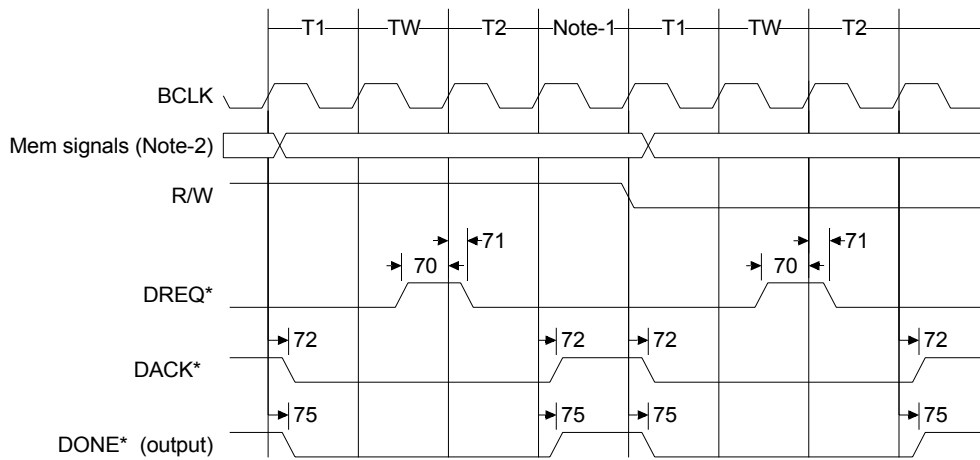 T1 TW T2 Note-1 T1 TW T2
BCLK
Mem signals (Note-2)
R/W
71 71
70 70
DREQ*
72 72 72 72
DACK*
75 75 75 75
DONE* (output)